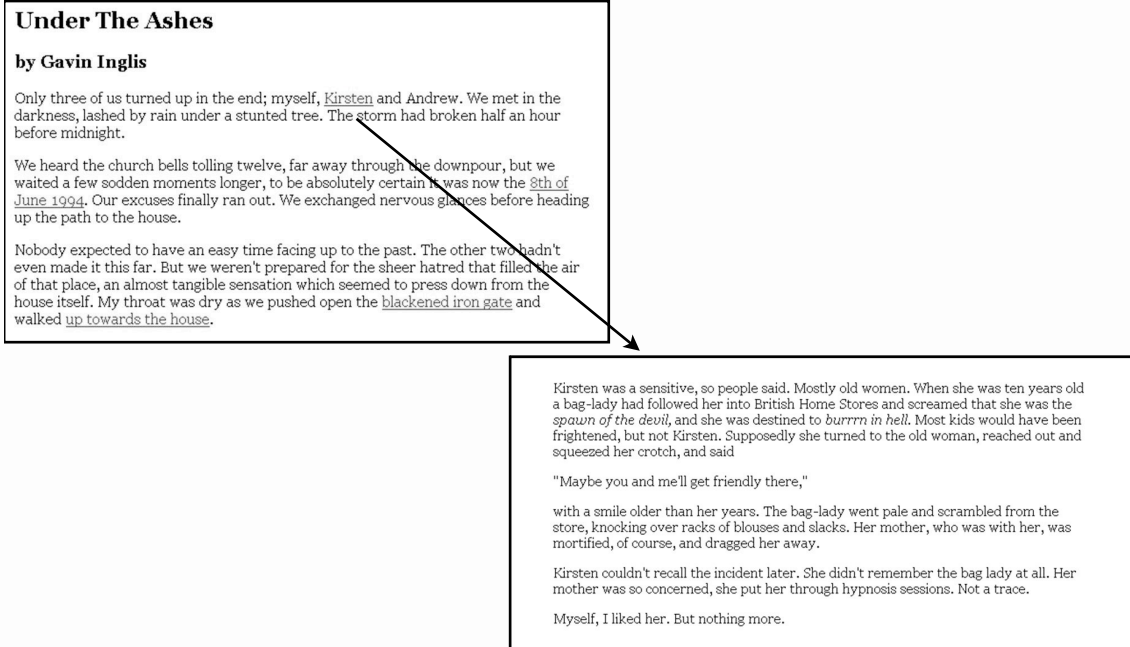 Under The Ashes
by Gavin Inglis
Only three of us turned up in the end; myself, Kirsten and Andrew. We met in the
darkness, lashed by rain under a stunted tree. The storm had broken half an hour
before midnight.
We heard the church bells tolling twelve, far away through the downpour, but we
waited a few sodden moments longer, to be absolutely certain it was now the 8th of
June 1994. Our excuses finally ran out. We exchanged nervous glances before heading
up the path to the house.
Nobody expected to have an easy time facing up to the past. The other two hadn't
even made it this far. But we weren't prepared for the sheer hatred that filled the air
of that place, an almost tangible sensation which seemed to press down from the
house itself. My throat was dry as we pushed open the blackened iron gate and
walked up towards the house.
Kirsten was a sensitive, so people said. Mostly old women. When she was ten years old
a bag-lady had followed her into British Home Stores and screamed that she was the
spawn of the devil, and she was destined to burrrn in hell. Most kids would have been
frightened, but not Kirsten. Supposedly she turned to the old woman, reached out and
squeezed her crotch, and said
"Maybe you and me'll get friendly there,"
with a smile older than her years. The bag-lady went pale and scrambled from the
store, knocking over racks of blouses and slacks. Her mother, who was with her, was
mortified, of course, and dragged her away.
Kirsten couldn't recall the incident later. She didn't remember the bag lady at all. Her
mother was so concerned, she put her through hypnosis sessions. Not a trace.
Myself, I liked her. But nothing more.